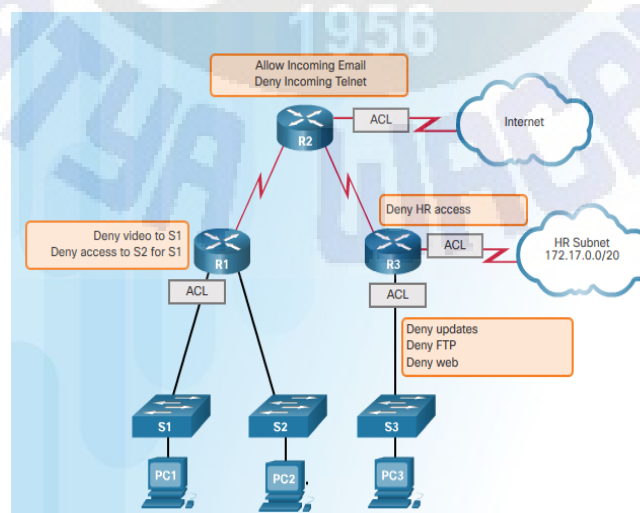 1956
Allow Incoming Email
Deny Incoming Telnet
ACL
Internet
R2
Deny HR access
Deny video to S1
Deny access to S2 for S1
R1
R3
ACL
HR Subnet
172.17.0.0/20
ACL
ACL
Deny updates
Deny FTP
Deny web
S1
S2
S3
PC1
PC2
PC3